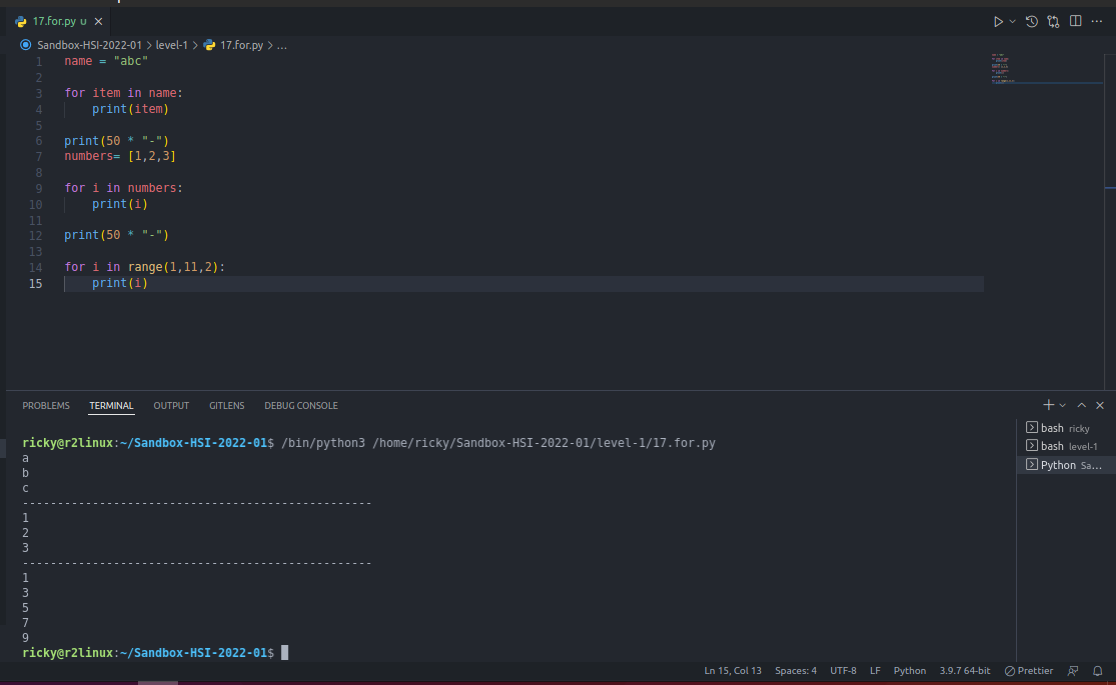 17.for.py U
Sandbox-HSI-2022-01 > level-1 > 17.for.py > ...
1 name = "abc"
2
3 for item in name:
4     print(item)
5
6 print(50 * "-")
7 numbers= [1,2,3]
8
9 for i in numbers:
10     print(i)
11
12 print(50 * "-")
13
14 for i in range(1,11,2):
15     print(i)
PROBLEMS TERMINAL OUTPUT GITLENS DEBUG CONSOLE
ricky@r2linux:~/Sandbox-HSI-2022-01$ /bin/python3 /home/ricky/Sandbox-HSI-2022-01/level-1/17.for.py
a
b
c
--------------------------------------------------
1
2
3
--------------------------------------------------
1
3
5
7
9
ricky@r2linux:~/Sandbox-HSI-2022-01$
bash ricky
bash level-1
Python Sa...
Ln 15, Col 13 Spaces: 4 UTF-8 LF Python 3.9.7 64-bit Prettier